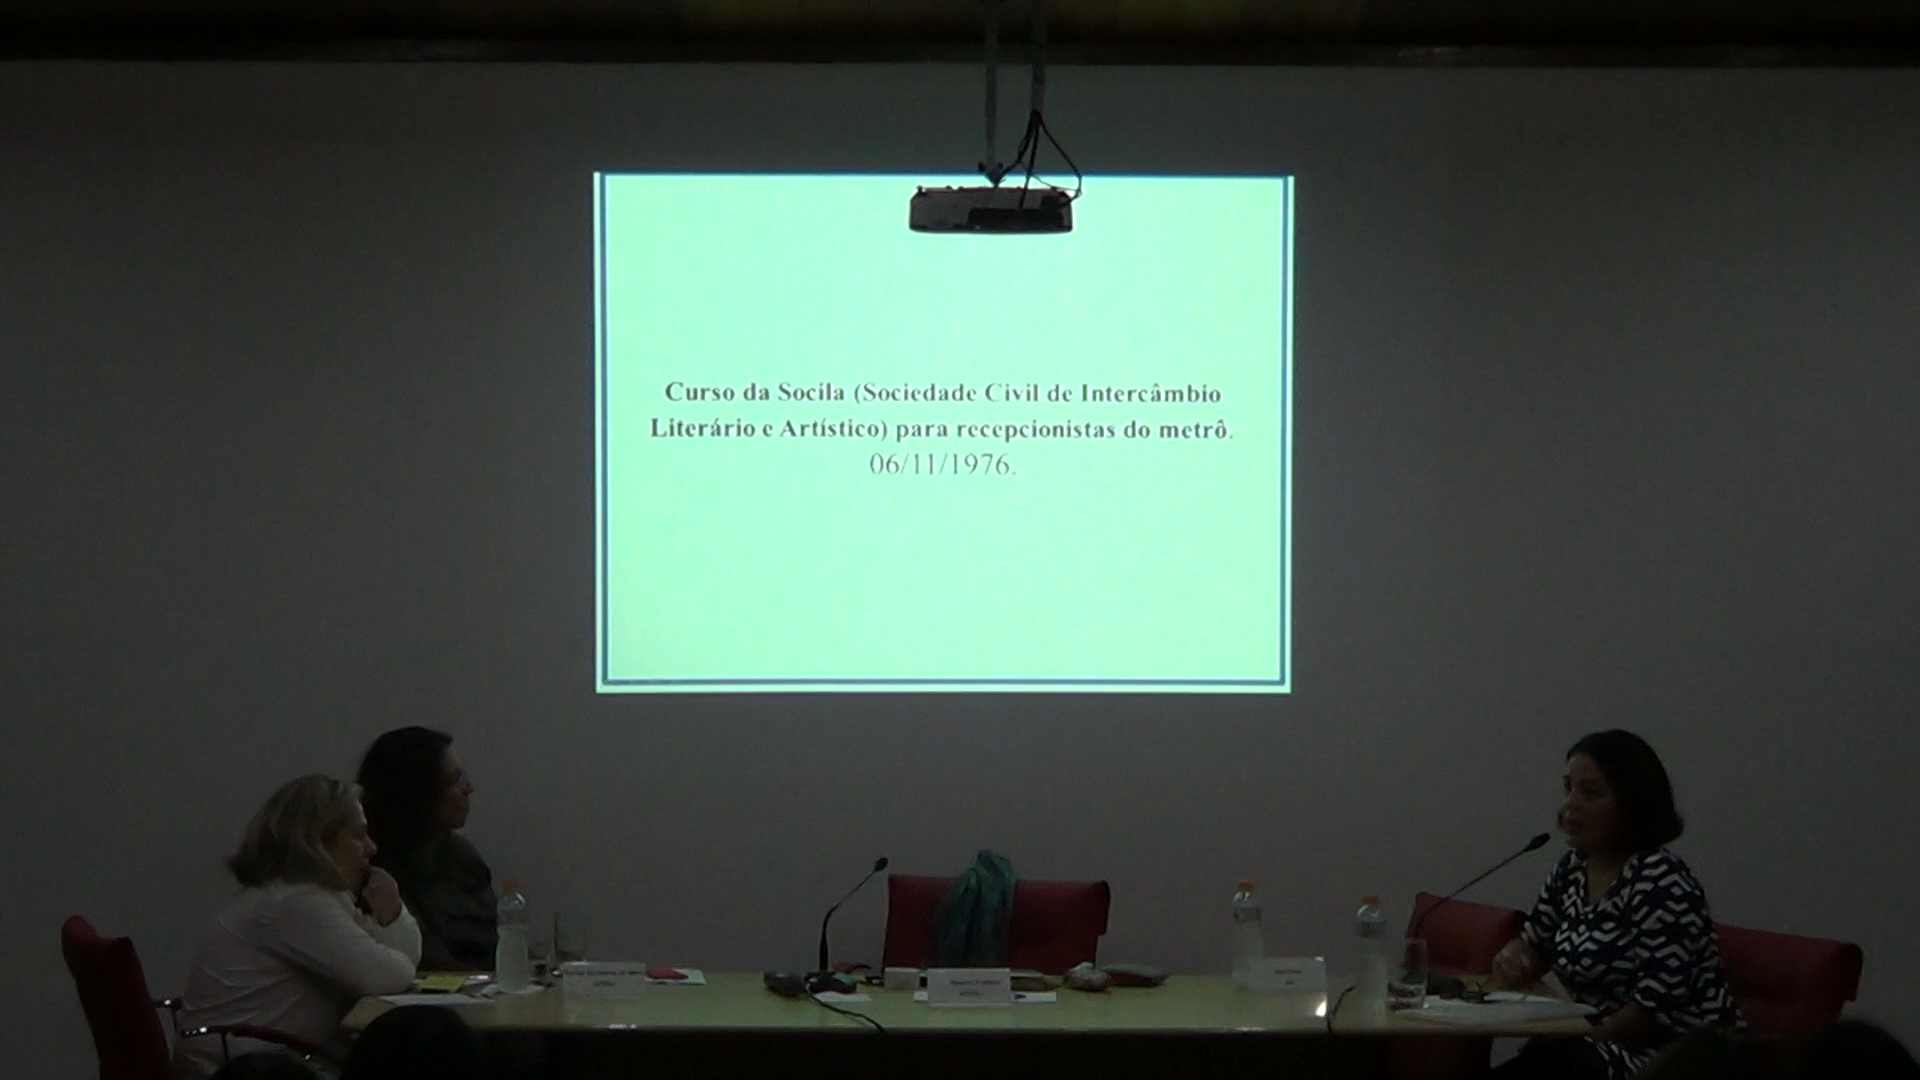 Curso da Socila (Sociedade Civil de Intercâmbio
Literário e Artístico) para recepcionistas do metrô.
06/11/1976.